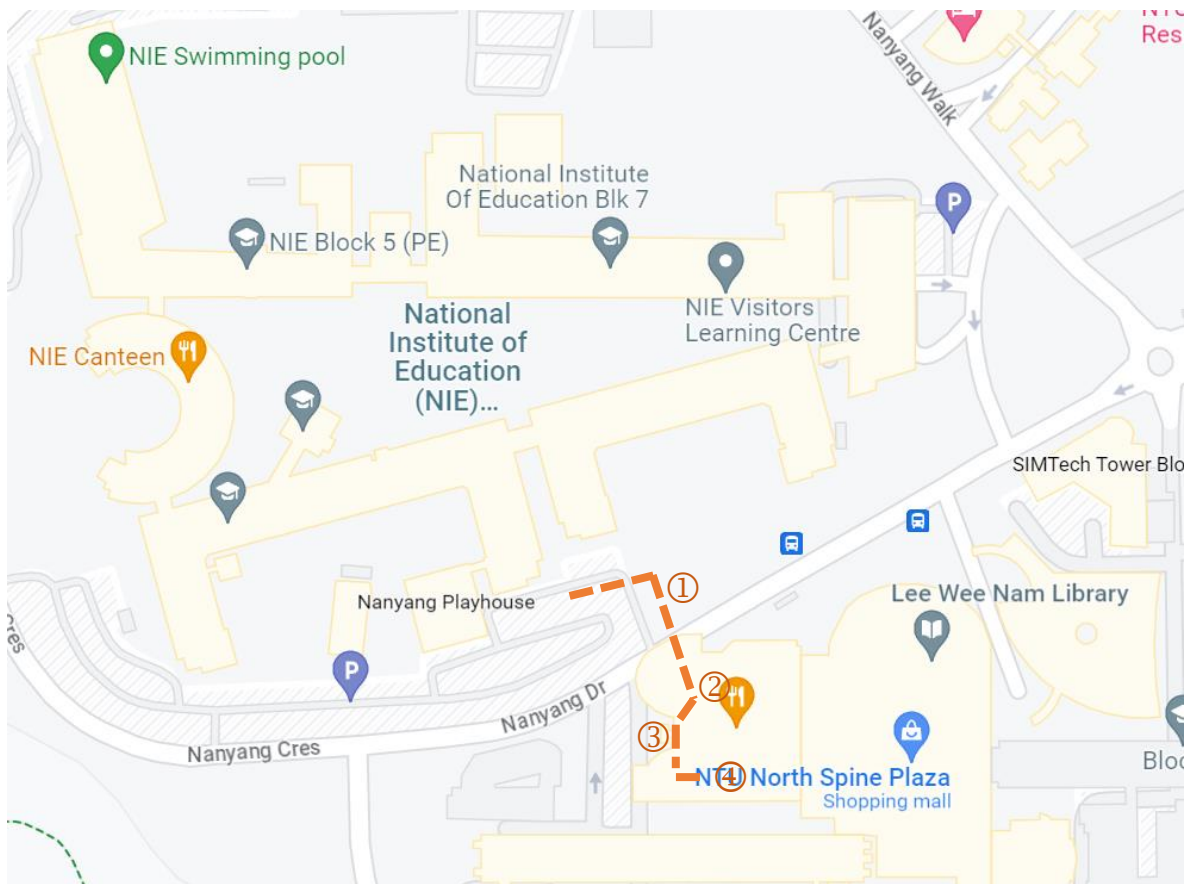 NIE Swimming pool
Nanyang Walk
Res
National Institute
Of Education Blk 7
P
NIE Block 5 (PE)
NIE Visitors
Learning Centre
National
Institute of
Education
(NIE)...
NIE Canteen
SIMTech Tower Blo
①
Nanyang Playhouse
Lee Wee Nam Library
P
②
Nanyang Dr
③
Nanyang Cres
④
NTU North Spine Plaza
Shopping mall
Bloc